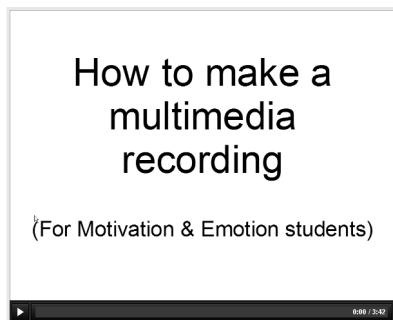 How to make a
multimedia
recording
(For Motivation & Emotion students)
0:00 / 3:42